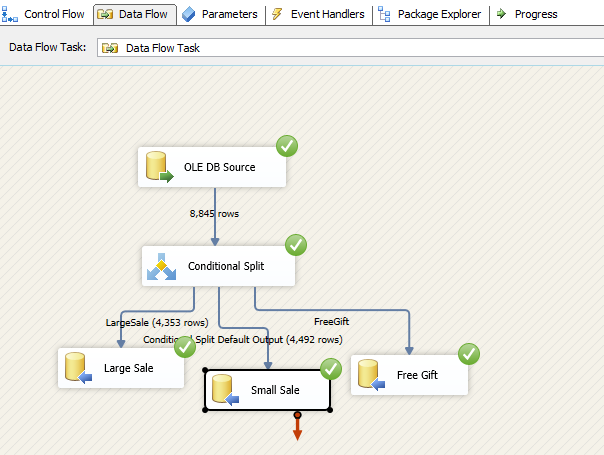 Control Flow Data Flow Parameters Event Handlers Package Explorer Progress
Data Flow Task: Data Flow Task
OLE DB Source
8,845 rows
Conditional Split
LargeSale (4,353 rows)
FreeGift
Conditional Split Default Output (4,492 rows)
Large Sale
Small Sale
Free Gift